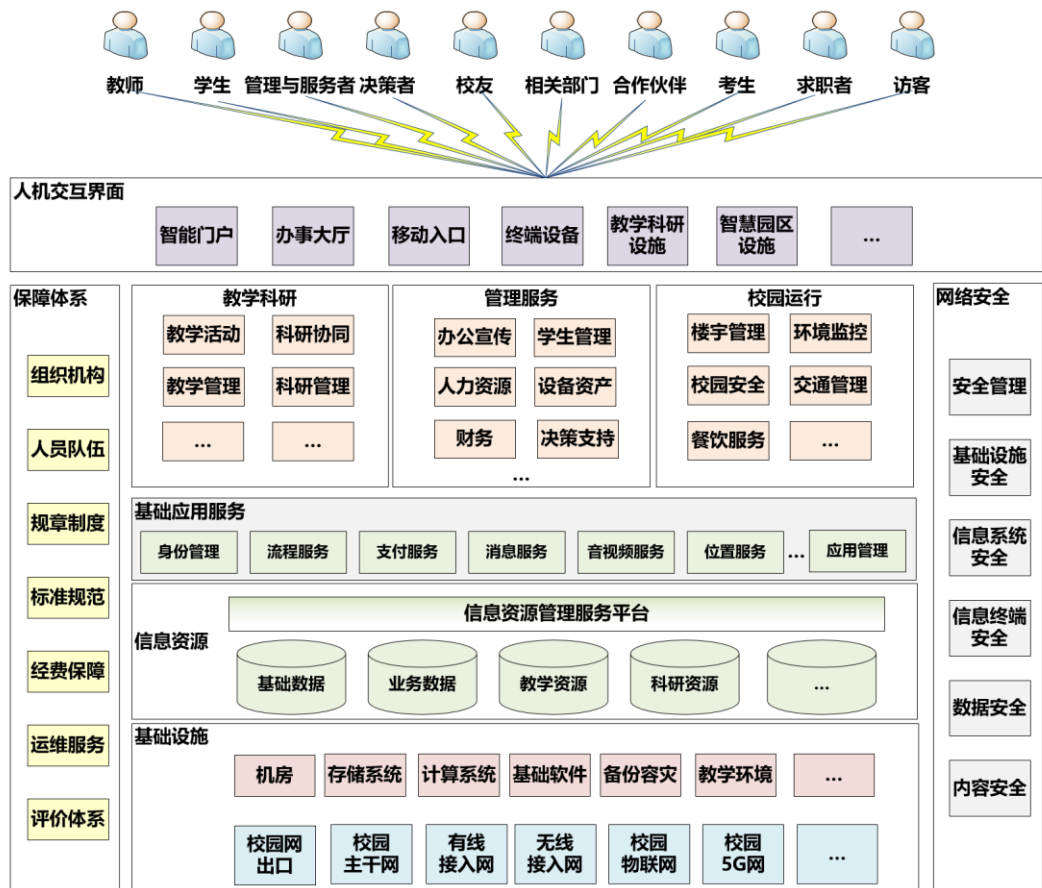 教师
学生
管理与服务者
决策者
校友
相关部门
合作伙伴
考生
求职者
访客
人机交互界面
智能门户
办事大厅
移动入口
终端设备
教学科研
设施
智慧园区
设施
...
保障体系
组织机构
人员队伍
规章制度
标准规范
经费保障
运维服务
评价体系
教学科研
教学活动
科研协同
教学管理
科研管理
...
...
管理服务
办公宣传
学生管理
人力资源
设备资产
财务
决策支持
...
校园运行
楼宇管理
环境监控
校园安全
交通管理
餐饮服务
...
基础应用服务
身份管理
流程服务
支付服务
消息服务
音视频服务
位置服务
...
应用管理
信息资源
信息资源管理服务平台
基础数据
业务数据
教学资源
科研资源
...
基础设施
机房
存储系统
计算系统
基础软件
备份容灾
教学环境
...
校园网
出口
校园
主干网
有线
接入网
无线
接入网
校园
物联网
校园
5G网
...
网络安全
安全管理
基础设施
安全
信息系统
安全
信息终端
安全
数据安全
内容安全